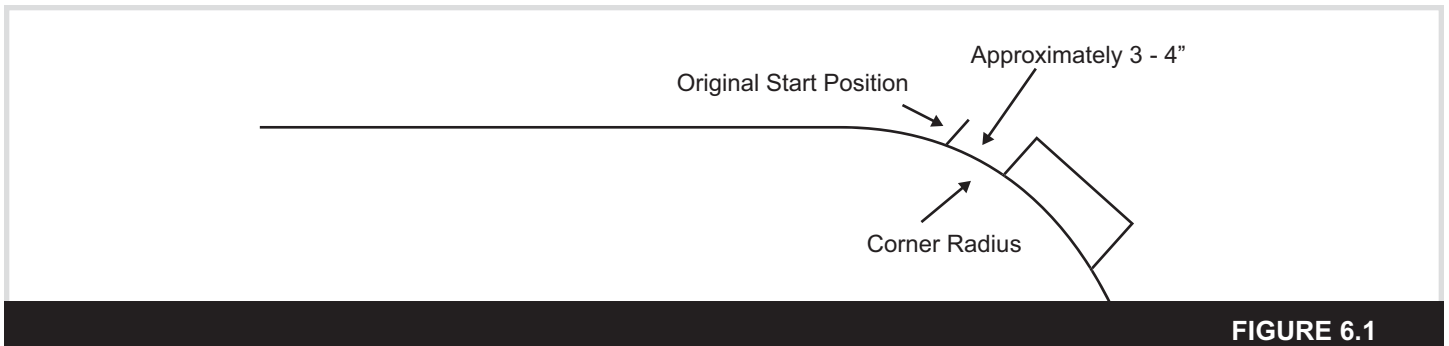 Approximately 3 - 4”
Original Start Position
Corner Radius
FIGURE 6.1